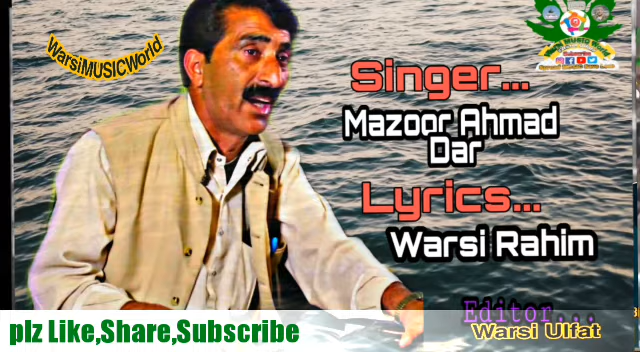 WarsiMUSICWorld
Singer...
Mazoor Ahmad
Dar
Lyrics...
Warsi Rahim
Editor...
Warsi Ulfat
plz Like,Share,Subscribe